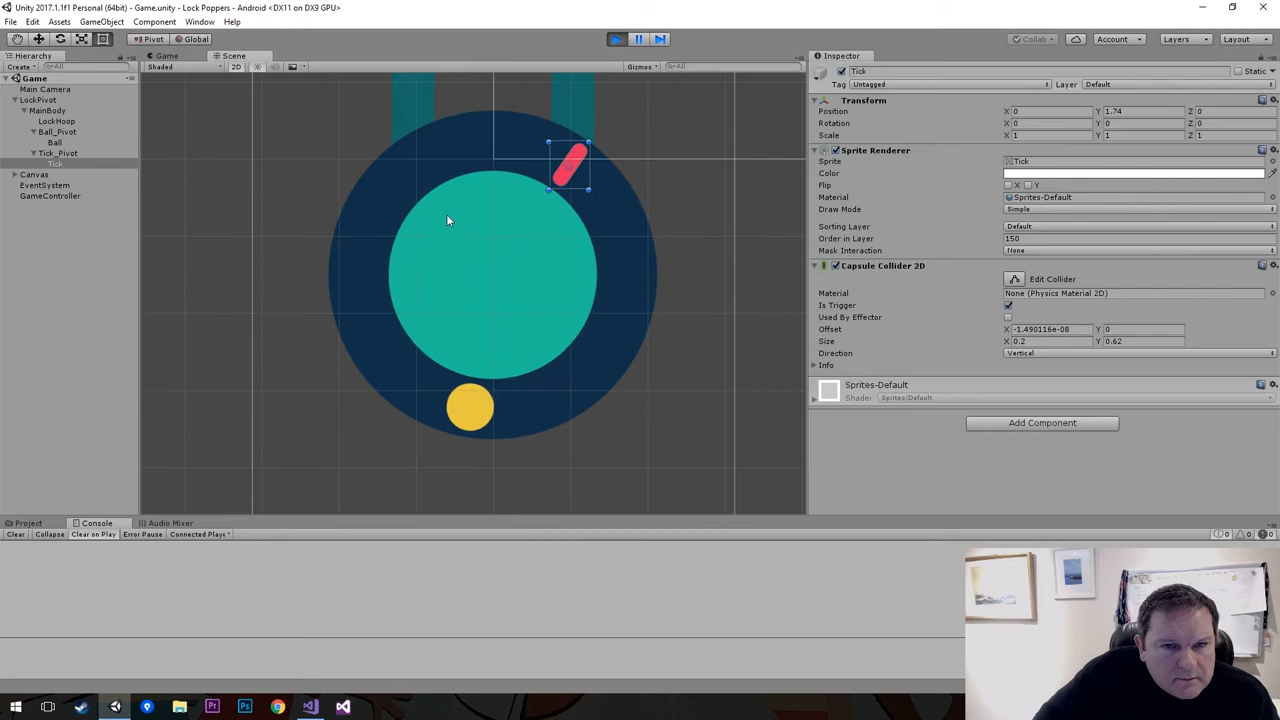 Unity 2017.1.1f1 Personal (64bit) - Game.unity - Lock Poppers - Android <DX11 on DX9 GPU>
File Edit Assets GameObject Component Window Help
Pivot Global Collab Account Layers Layout
Hierarchy Game Scene Inspector
Create All Shaded 2D Gizmos All
Tick Static
Tag Untagged Layer Default
Game
Main Camera
LockPivot
MainBody
LockHoop
Ball_Pivot
Ball
Tick_Pivot
Tick
Canvas
EventSystem
GameController
Transform
Position X 0 Y 1.74 Z 0
Rotation X 0 Y 0 Z 0
Scale X 1 Y 1 Z 1
Sprite Renderer
Sprite Tick
Color
Flip X Y
Material Sprites-Default
Draw Mode Simple
Sorting Layer Default
Order in Layer 150
Mask Interaction None
Capsule Collider 2D
Edit Collider
Material None (Physics Material 2D)
Is Trigger
Used By Effector
Offset X -1.490116e-08 Y 0
Size X 0.2 Y 0.62
Direction Vertical
Info
Sprites-Default
Shader Sprites/Default
Add Component
Project Console Audio Mixer
Clear Collapse Clear on Play Error Pause Connected Playe 0 0 0